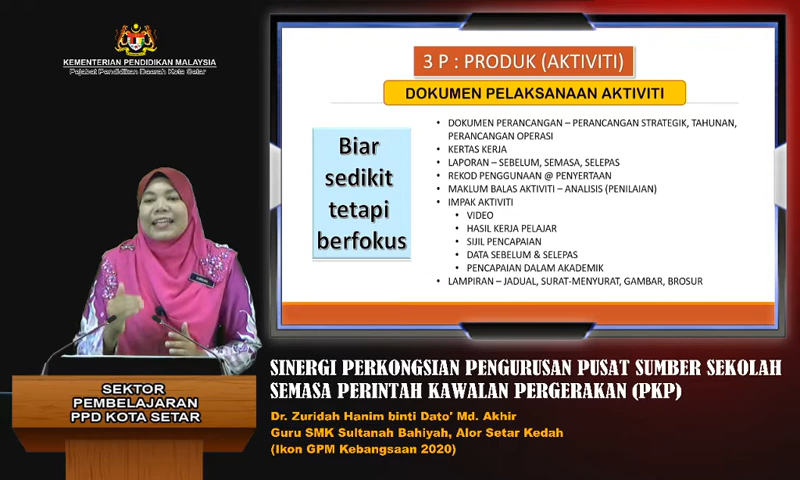 KEMENTERIAN PENDIDIKAN MALAYSIA
Pejabat Pendidikan Daerah Kota Setar
3 P : PRODUK (AKTIVITI)
DOKUMEN PELAKSANAAN AKTIVITI
Biar
sedikit
tetapi
berfokus
• DOKUMEN PERANCANGAN – PERANCANGAN STRATEGIK, TAHUNAN,
PERANCANGAN OPERASI
• KERTAS KERJA
• LAPORAN – SEBELUM, SEMASA, SELEPAS
• REKOD PENGGUNAAN @ PENYERTAAN
• MAKLUM BALAS AKTIVITI – ANALISIS (PENILAIAN)
• IMPAK AKTIVITI
• VIDEO
• HASIL KERJA PELAJAR
• SIJIL PENCAPAIAN
• DATA SEBELUM & SELEPAS
• PENCAPAIAN DALAM AKADEMIK
• LAMPIRAN – JADUAL, SURAT-MENYURAT, GAMBAR, BROSUR
SEKTOR
PEMBELAJARAN
PPD KOTA SETAR
SINERGI PERKONGSIAN PENGURUSAN PUSAT SUMBER SEKOLAH
SEMASA PERINTAH KAWALAN PERGERAKAN (PKP)
Dr. Zuridah Hanim binti Dato' Md. Akhir
Guru SMK Sultanah Bahiyah, Alor Setar Kedah
(Ikon GPM Kebangsaan 2020)